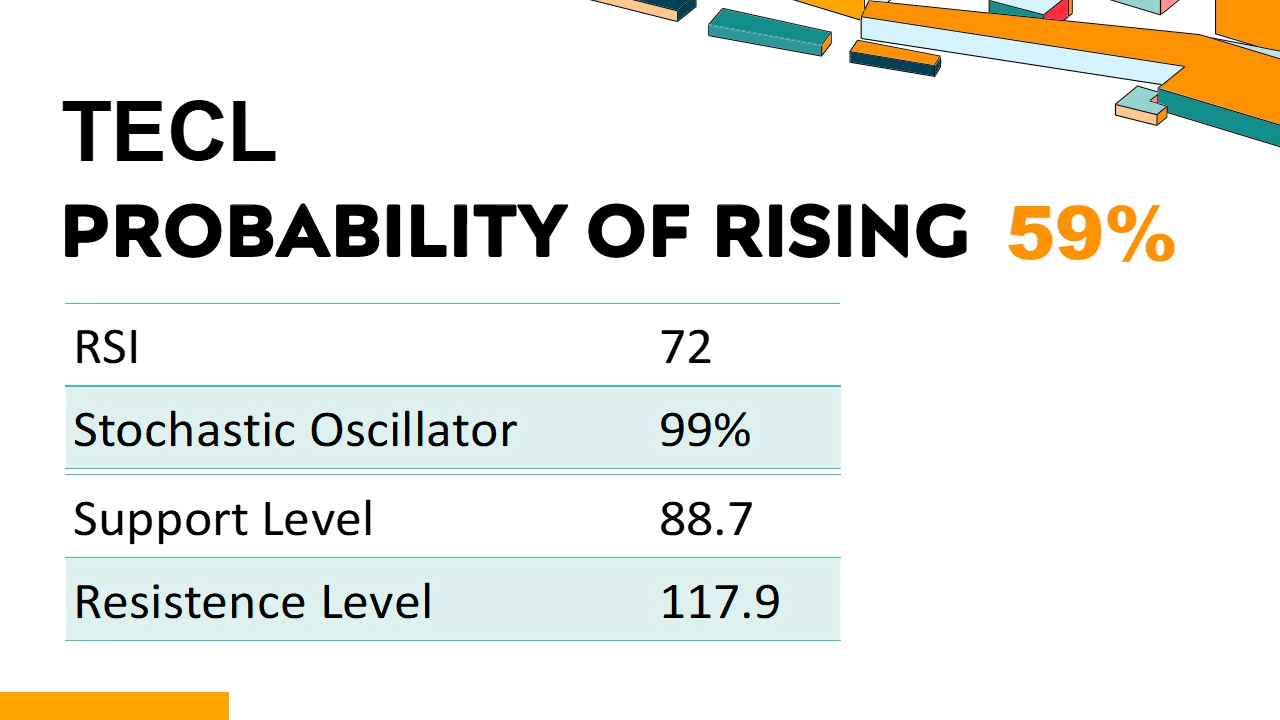 TECL
PROBABILITY OF RISING 59%
RSI 72
Stochastic Oscillator 99%
Support Level 88.7
Resistence Level 117.9